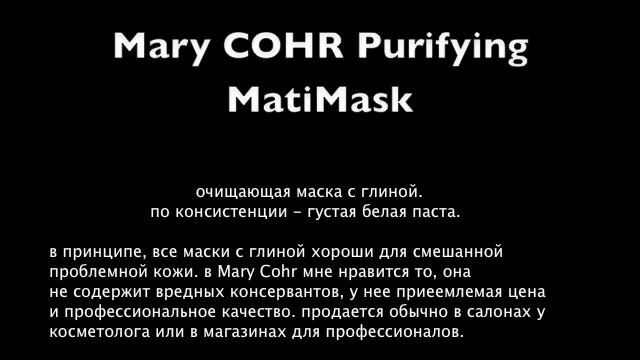 Mary COHR Purifying
MatiMask
очищающая маска с глиной.
по консистенции – густая белая паста.
в принципе, все маски с глиной хороши для смешанной
проблемной кожи. в Mary Cohr мне нравится то, она
не содержит вредных консервантов, у нее приеемлемая цена
и профессиональное качество. продается обычно в салонах у
косметолога или в магазинах для профессионалов.